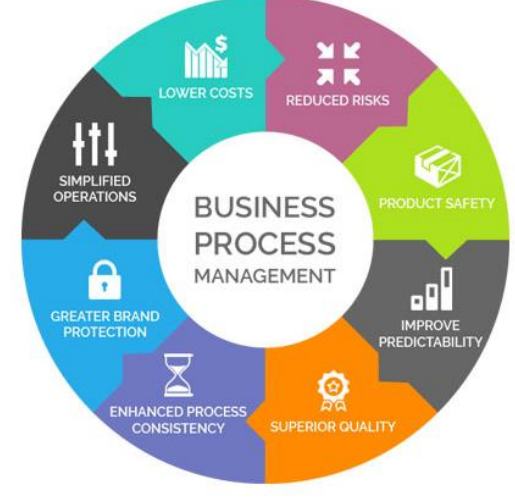 BUSINESS
PROCESS
MANAGEMENT
LOWER COSTS
REDUCED RISKS
PRODUCT SAFETY
IMPROVE
PREDICTABILITY
SUPERIOR QUALITY
ENHANCED PROCESS
CONSISTENCY
GREATER BRAND
PROTECTION
SIMPLIFIED
OPERATIONS
$